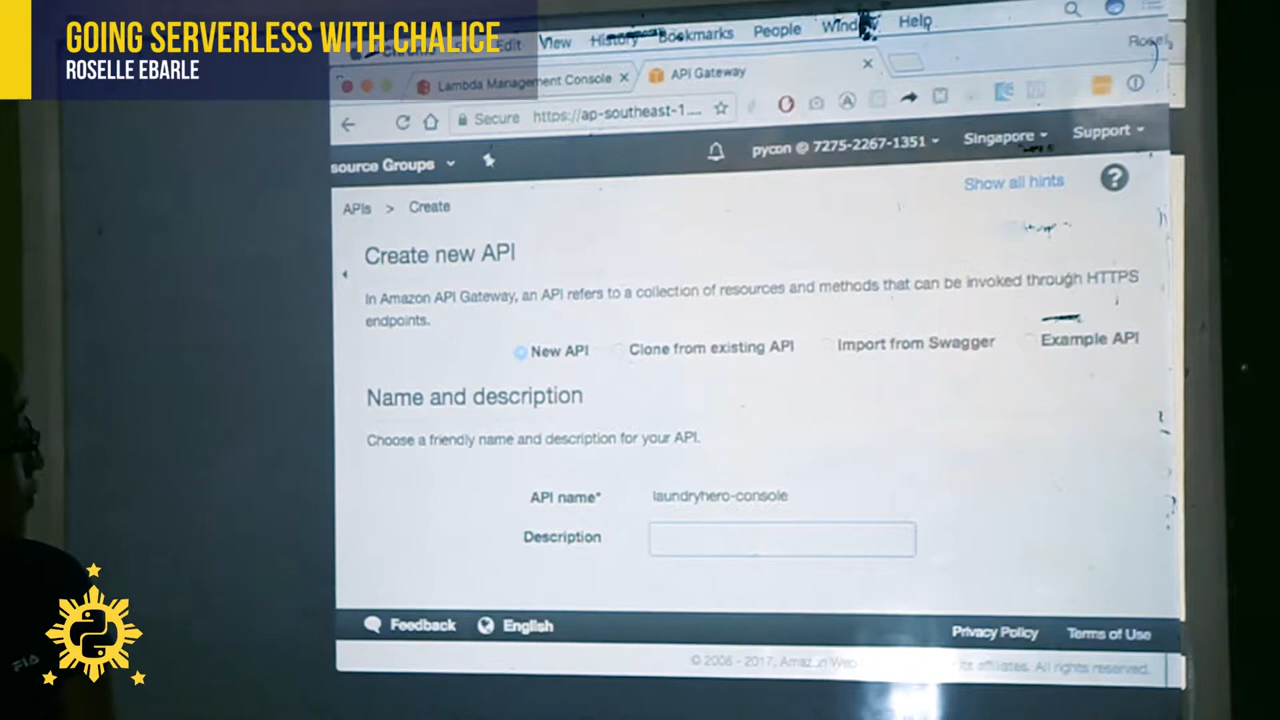 GOING SERVERLESS WITH CHALICE
ROSELLE EBARLE
Edit View History Bookmarks People Window Help
Lambda Management Console × API Gateway ×
Secure https://ap-southeast-1....
source Groups pycon @ 7275-2267-1351 Singapore Support
Show all hints ?
APIs > Create
Create new API
In Amazon API Gateway, an API refers to a collection of resources and methods that can be invoked through HTTPS
endpoints.
New API Clone from existing API Import from Swagger Example API
Name and description
Choose a friendly name and description for your API.
API name* laundryhero-console
Description
Feedback English Privacy Policy Terms of Use
© 2008 - 2017, Amazon Web its affiliates. All rights reserved.
FILA